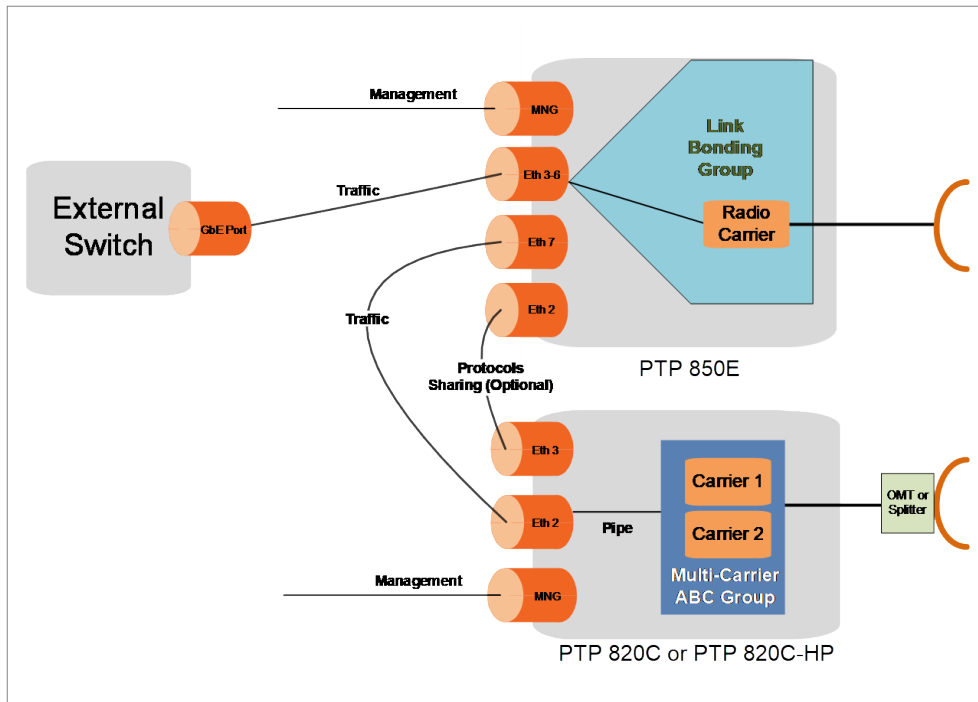 Management
MNG
Link
Bonding
Group
Eth 3-6
Traffic
External
Switch
GbE Port
Radio
Carrier
Eth 7
Eth 2
Traffic
Protocols
Sharing (Optional)
PTP 850E
Eth 3
Carrier 1
Carrier 2
OMT or
Splitter
Eth 2
Pipe
Multi-Carrier
ABC Group
Management
MNG
PTP 820C or PTP 820C-HP